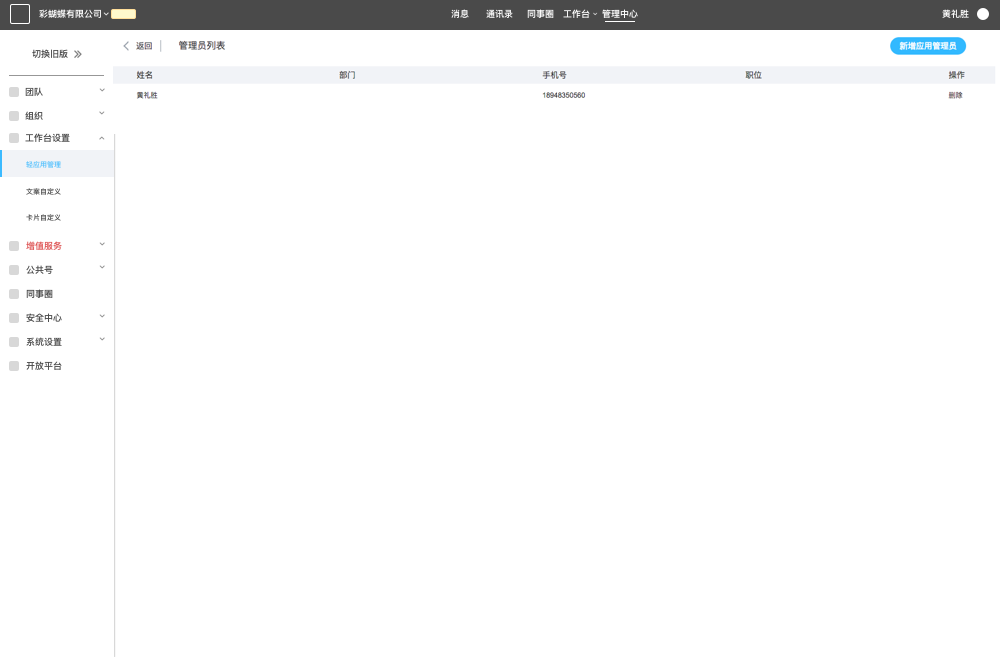 彩蝴蝶有限公司 消息 通讯录 同事圈 工作台 管理中心 黄礼胜
切换旧版 返回 管理员列表 新增应用管理员
姓名 部门 手机号 职位 操作
黄礼胜 18948350560 删除
团队
组织
工作台设置
轻应用管理
文案自定义
卡片自定义
增值服务
公共号
同事圈
安全中心
系统设置
开放平台